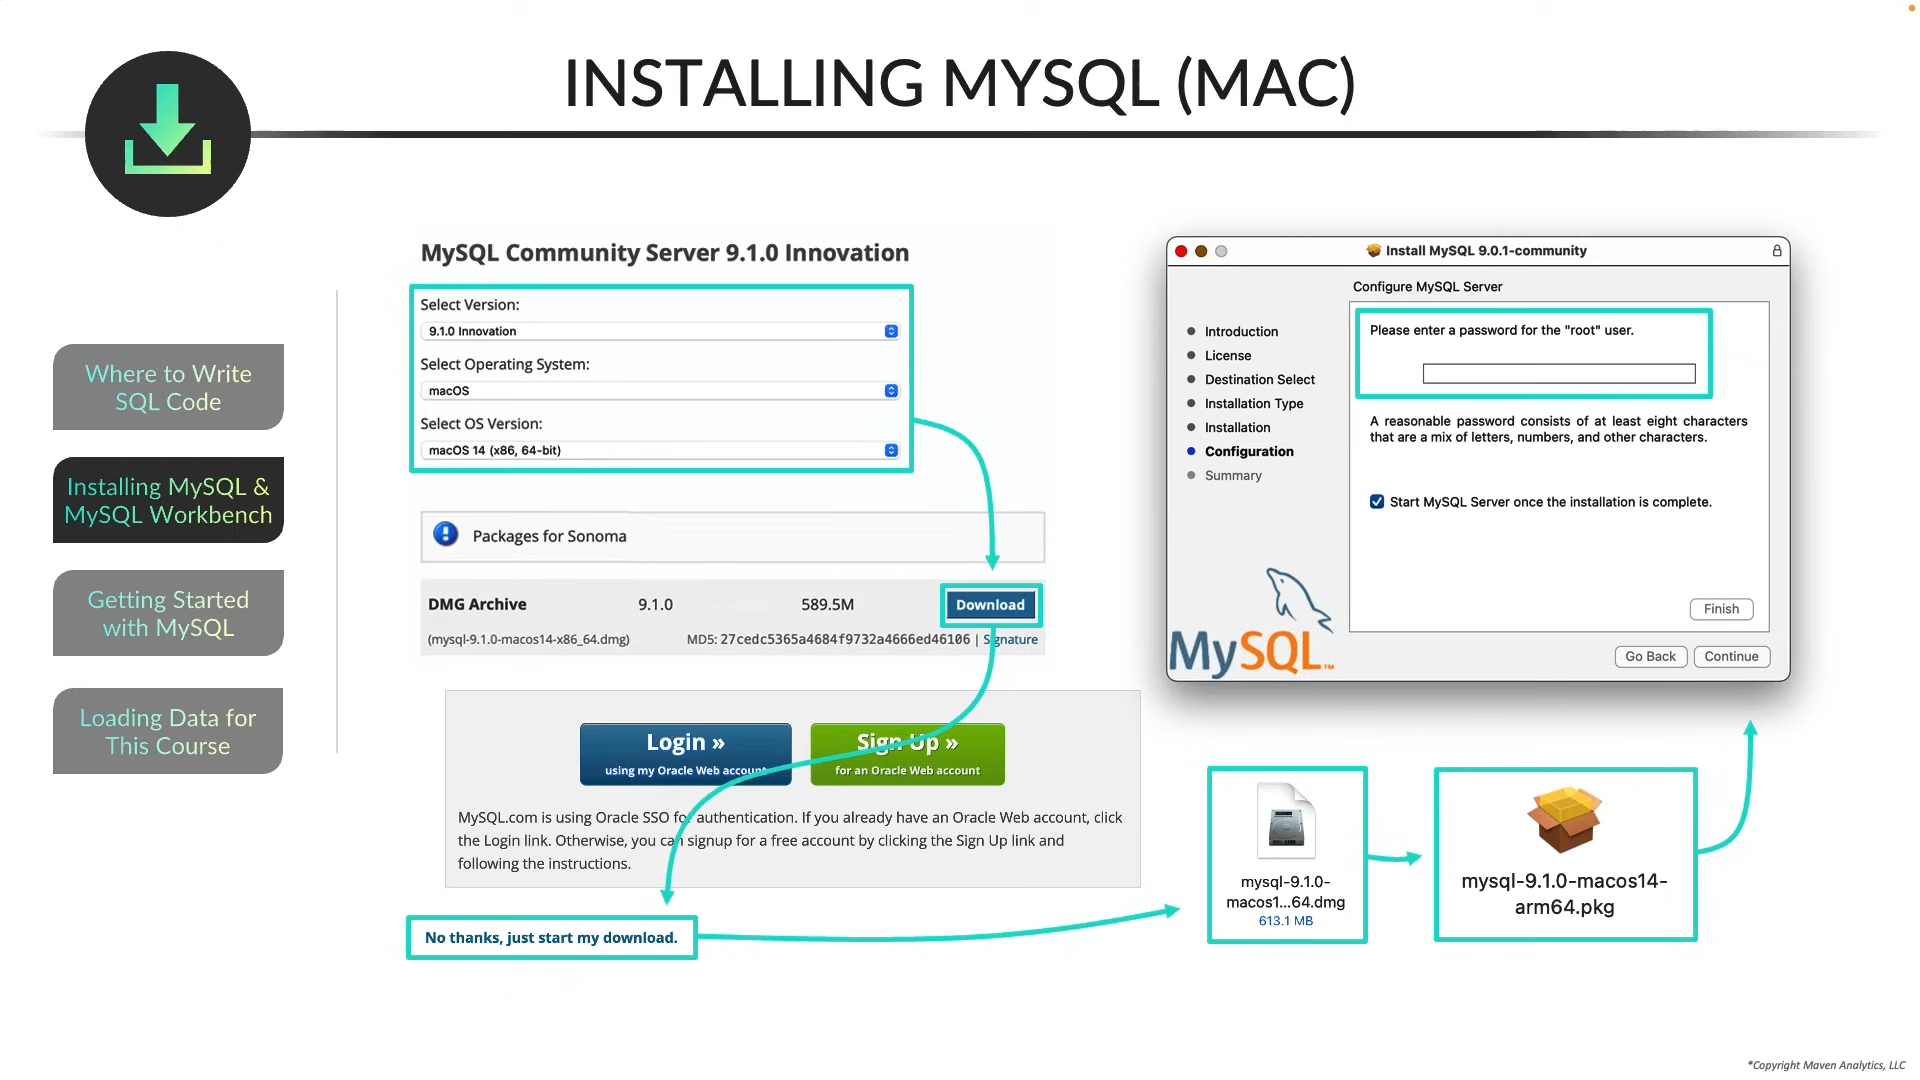 INSTALLING MYSQL (MAC)
Where to Write
SQL Code
Installing MySQL &
MySQL Workbench
Getting Started
with MySQL
Loading Data for
This Course
MySQL Community Server 9.1.0 Innovation
Select Version:
9.1.0 Innovation
Select Operating System:
macOS
Select OS Version:
macOS 14 (x86, 64-bit)
Packages for Sonoma
DMG Archive 9.1.0 589.5M Download
(mysql-9.1.0-macos14-x86_64.dmg) MD5: 27cedc5365a4684f9732a4666ed46106 | Signature
Login »
using my Oracle Web account
Sign Up »
for an Oracle Web account
MySQL.com is using Oracle SSO for authentication. If you already have an Oracle Web account, click
the Login link. Otherwise, you can signup for a free account by clicking the Sign Up link and
following the instructions.
No thanks, just start my download.
Install MySQL 9.0.1-community
Configure MySQL Server
Introduction
License
Destination Select
Installation Type
Installation
Configuration
Summary
Please enter a password for the "root" user.
A reasonable password consists of at least eight characters
that are a mix of letters, numbers, and other characters.
Start MySQL Server once the installation is complete.
Finish
MySQL™
Go Back Continue
mysql-9.1.0-
macos1...64.dmg
613.1 MB
mysql-9.1.0-macos14-
arm64.pkg
*Copyright Maven Analytics, LLC